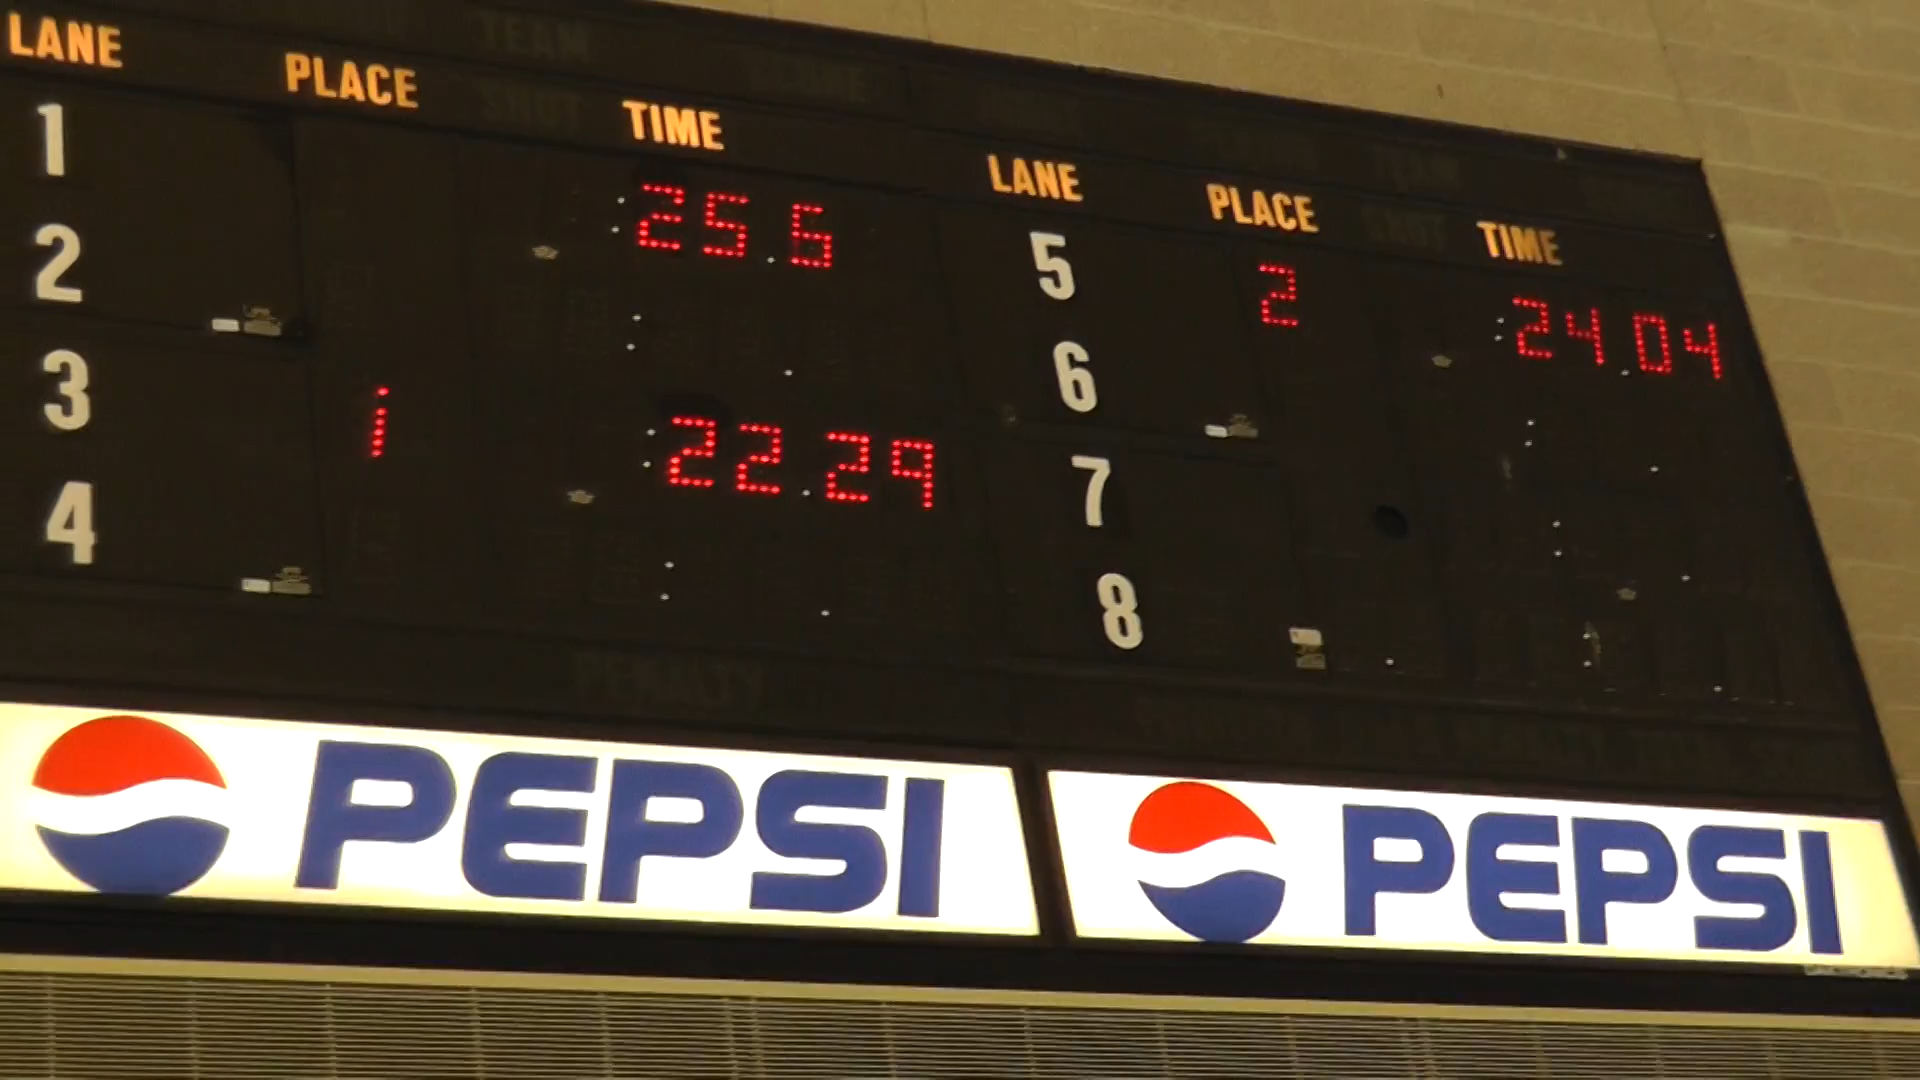 LANE PLACE TIME
1 25.6
2
3 1 22.29
4
LANE PLACE TIME
5 2 24.04
6
7
8
PENALTY
PEPSI PEPSI